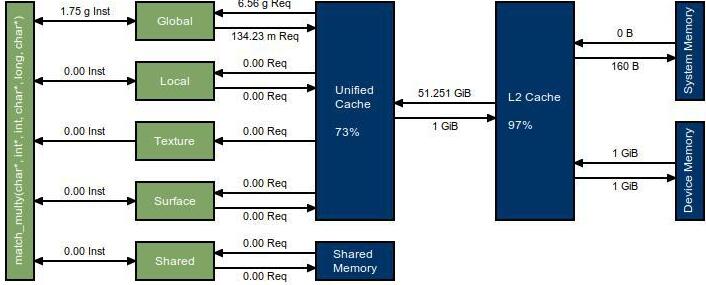 match_multy(char*, int*, int, char*, long, char*)
1.75 g Inst
Global
6.56 g Req
134.23 m Req
0.00 Inst
Local
0.00 Req
0.00 Req
0.00 Inst
Texture
0.00 Req
0.00 Inst
Surface
0.00 Req
0.00 Req
0.00 Inst
Shared
0.00 Req
0.00 Req
Unified
Cache
73%
Shared
Memory
51.251 GiB
1 GiB
L2 Cache
97%
0 B
160 B
System Memory
1 GiB
1 GiB
Device Memory